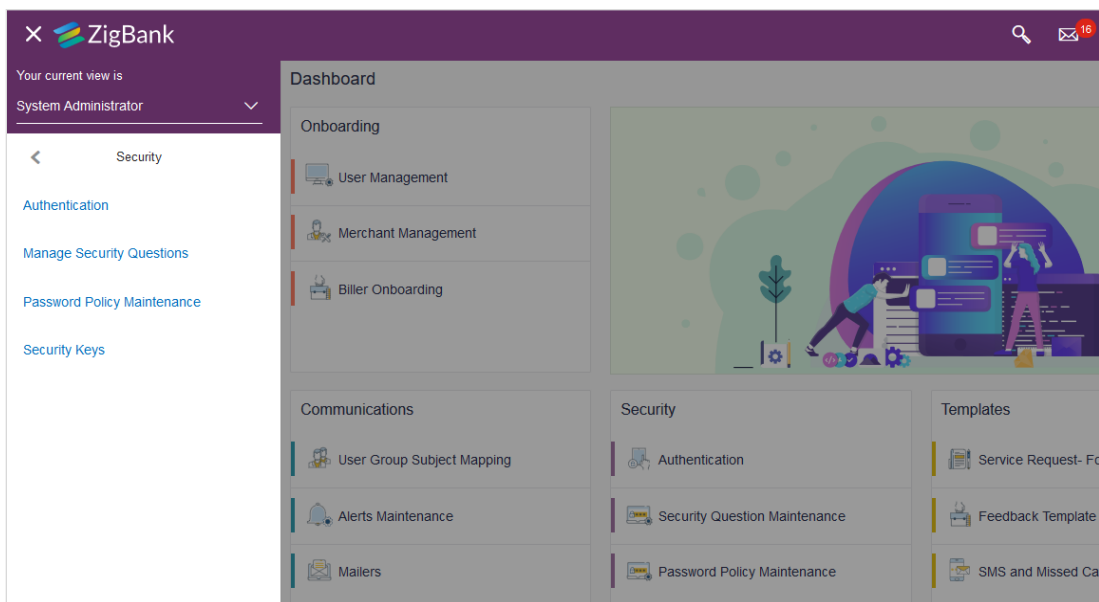 ZigBank
16
Your current view is
System Administrator
Security
Authentication
Manage Security Questions
Password Policy Maintenance
Security Keys
Dashboard
Onboarding
User Management
Merchant Management
Biller Onboarding
Communications
User Group Subject Mapping
Alerts Maintenance
Mailers
Security
Authentication
Security Question Maintenance
Password Policy Maintenance
Templates
Service Request- Fo
Feedback Template
SMS and Missed Ca